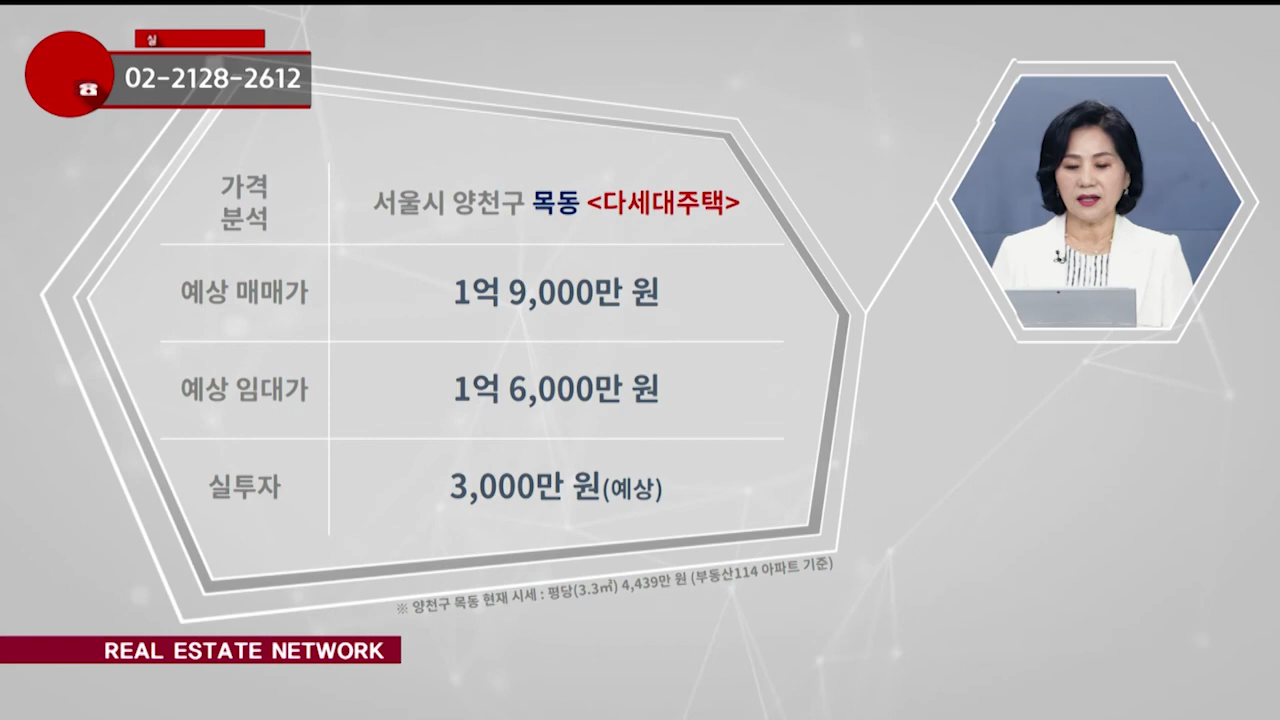 실
02-2128-2612
가격
분석
서울시 양천구 목동 <다세대주택>
예상 매매가
1억 9,000만 원
예상 임대가
1억 6,000만 원
실투자
3,000만 원(예상)
※ 양천구 목동 현재 시세 : 평당(3.3㎡) 4,439만 원 (부동산114 아파트 기준)
REAL ESTATE NETWORK